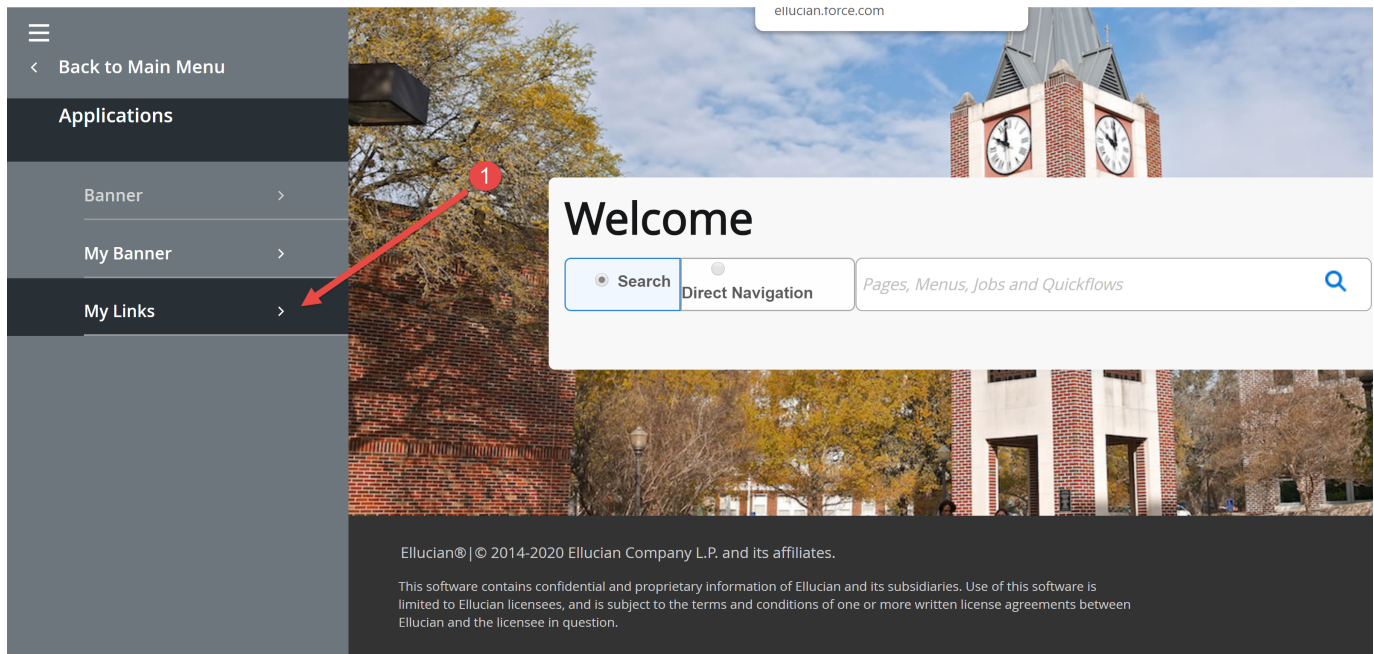 ellucian.force.com
Back to Main Menu
Applications
Banner
My Banner
My Links
1
Welcome
Search
Direct Navigation
Pages, Menus, Jobs and Quickflows
Ellucian®|© 2014-2020 Ellucian Company L.P. and its affiliates.
This software contains confidential and proprietary information of Ellucian and its subsidiaries. Use of this software is
limited to Ellucian licensees, and is subject to the terms and conditions of one or more written license agreements between
Ellucian and the licensee in question.